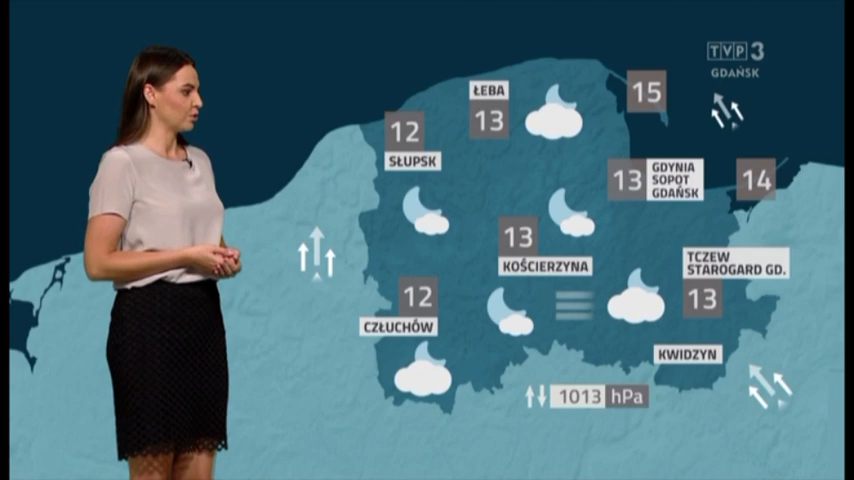 TVP3
GDAŃSK
ŁEBA
13
15
12
SŁUPSK
13
GDYNIA
SOPOT
GDAŃSK
14
13
KOŚCIERZYNA
TCZEW
STAROGARD GD.
13
12
CZŁUCHÓW
KWIDZYN
1013 hPa